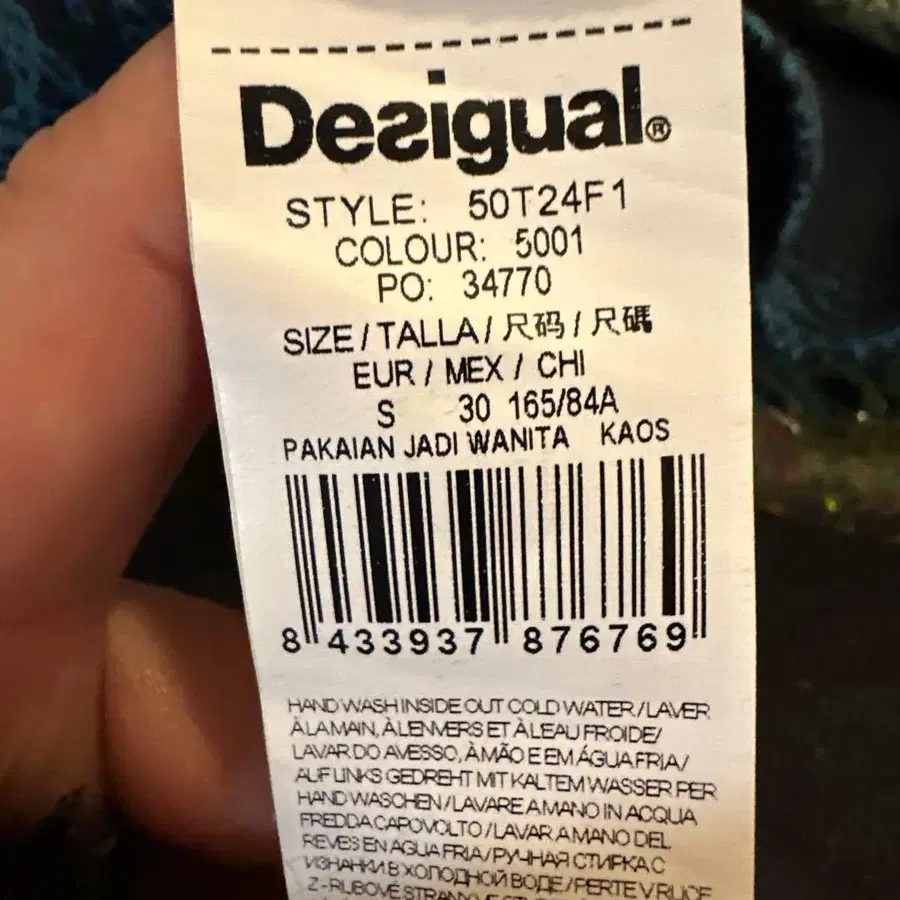 Desigual®
STYLE: 50T24F1
COLOUR: 5001
PO: 34770
SIZE / TALLA / 尺码 / 尺碼
EUR / MEX / CHI
S 30 165/84A
PAKAIAN JADI WANITA KAOS
8 433937 876769
HAND WASH INSIDE OUT COLD WATER / LAVER
À LA MAIN, À L'ENVERS ET À L'EAU FROIDE/
LAVAR DO AVESSO, À MÃO E EM ÁGUA FRIA /
AUF LINKS GEDREHT MIT KALTEM WASSER PER
HAND WASCHEN / LAVARE A MANO IN ACQUA
FREDDA CAPOVOLTO / LAVAR A MANO DEL
REVES EN AGUA FRIA / РУЧНАЯ СТИРКА С
ИЗНАНКИ В ХОЛОДНОЙ ВОДЕ / PERTE V RUCE
Z-RUBOVÉ